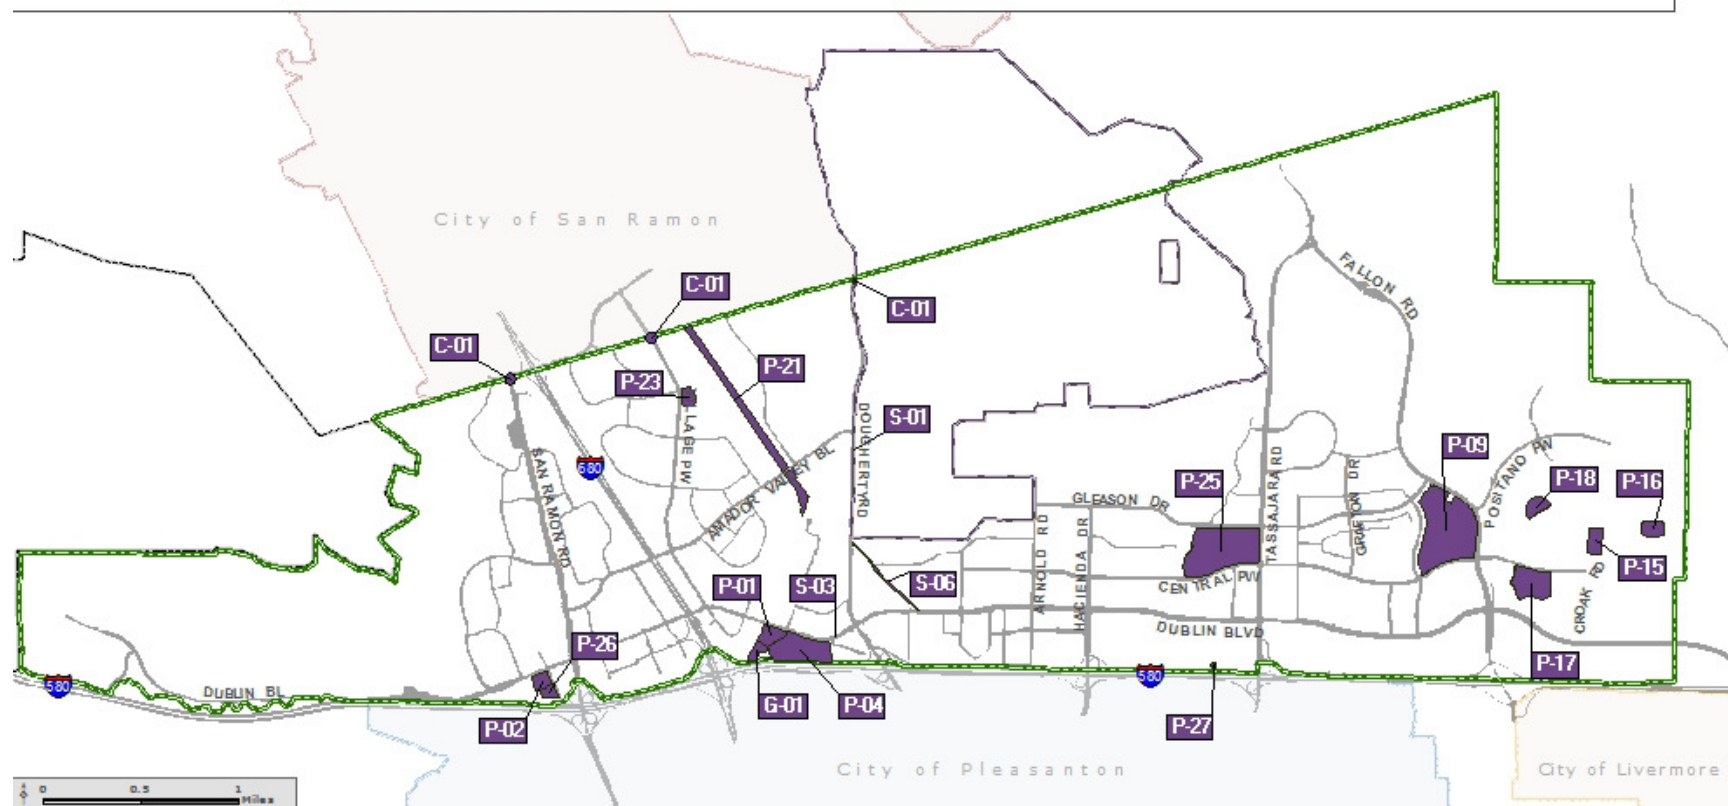 City of San Ramon
C-01
C-01
C-01
FALLON RD
P-23
P-21
LAGE PW
DOUGHERTY RD
S-01
580
SAN RAMON RD
AMADOR VALLEY BL
P-09
POSITANO PW
P-18
P-16
P-25
GLEASON DR
TASSAJARA RD
GRAFTON DR
ARNOLD RD
HACIENDA DR
P-15
CENTRAL PW
CROAK RD
P-01
S-03
S-06
DUBLIN BLVD
P-26
P-17
580
DUBLIN BL
580
P-02
G-01
P-04
P-27
City of Pleasanton
City of Livermore
0 0.5 1
Miles